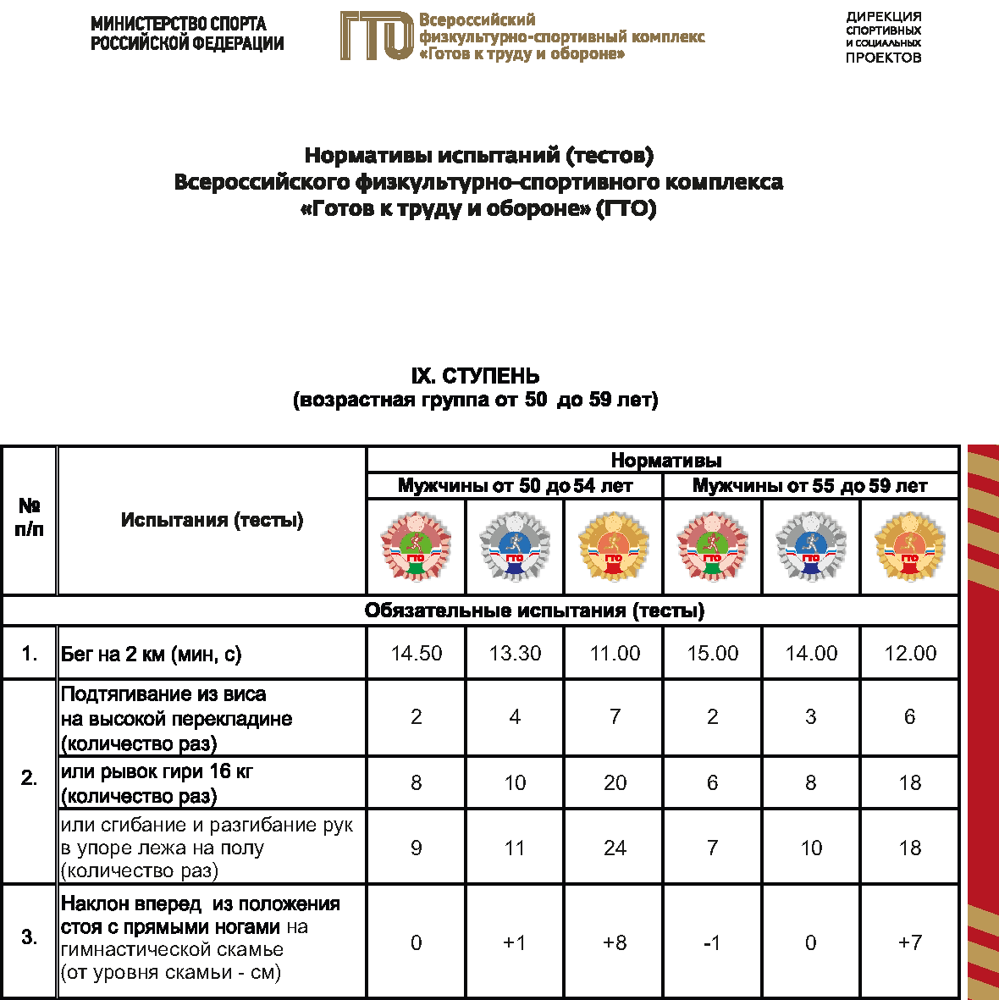 МИНИСТЕРСТВО СПОРТА
РОССИЙСКОЙ ФЕДЕРАЦИИ
ГТО
Всероссийский
физкультурно-спортивный комплекс
«Готов к труду и обороне»
ДИРЕКЦИЯ
СПОРТИВНЫХ
И СОЦИАЛЬНЫХ
ПРОЕКТОВ
Нормативы испытаний (тестов)
Всероссийского физкультурно-спортивного комплекса
«Готов к труду и обороне» (ГТО)
IX. СТУПЕНЬ
(возрастная группа от 50 до 59 лет)
№
п/п
Испытания (тесты)
Нормативы
Мужчины от 50 до 54 лет
Мужчины от 55 до 59 лет
ГТО ГТО ГТО ГТО ГТО ГТО
Обязательные испытания (тесты)
1. Бег на 2 км (мин, с) 14.50 13.30 11.00 15.00 14.00 12.00
2.
Подтягивание из виса
на высокой перекладине
(количество раз)
2 4 7 2 3 6
или рывок гири 16 кг
(количество раз)
8 10 20 6 8 18
или сгибание и разгибание рук
в упоре лежа на полу
(количество раз)
9 11 24 7 10 18
3.
Наклон вперед из положения
стоя с прямыми ногами на
гимнастической скамье
(от уровня скамьи - см)
0 +1 +8 -1 0 +7